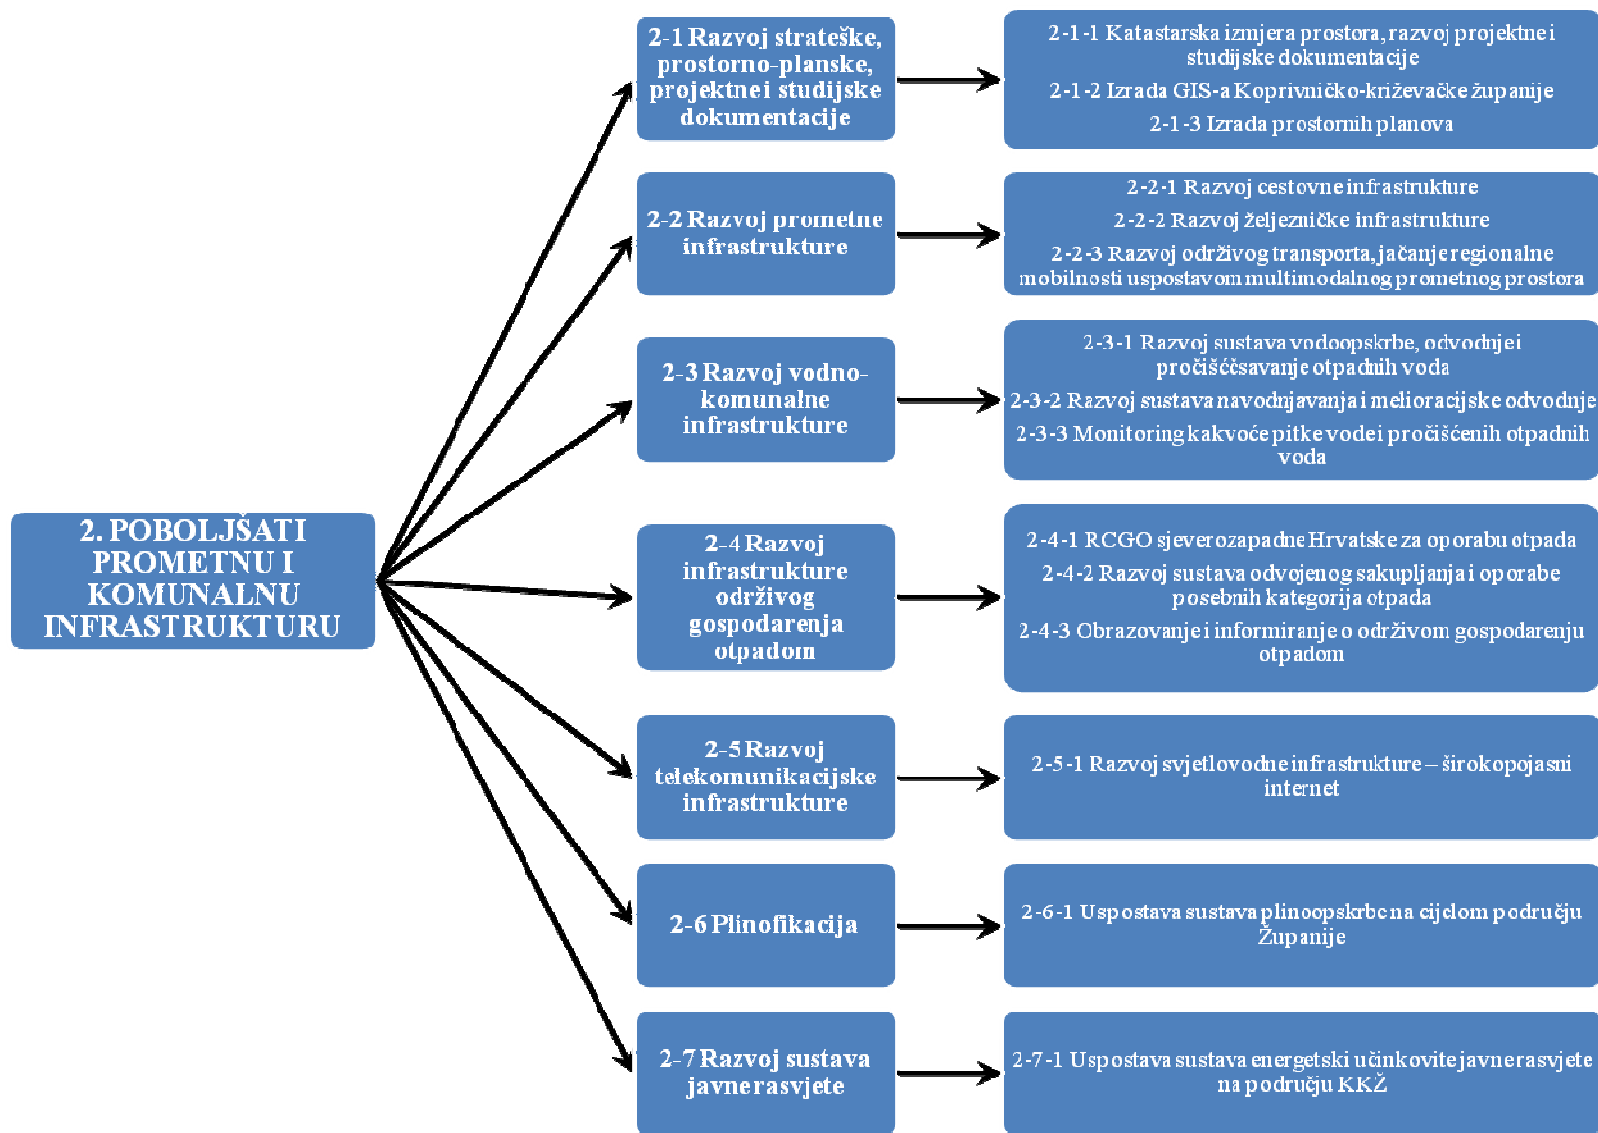 2. POBOLJŠATI
PROMETNU I
KOMUNALNU
INFRASTRUKTURU
2-1 Razvoj strateške,
prostorno-planske,
projektne i studijske
dokumentacije
2-1-1 Katastarska izmjera prostora, razvoj projektne i
studijske dokumentacije
2-1-2 Izrada GIS-a Koprivničko-križevačke županije
2-1-3 Izrada prostornih planova
2-2 Razvoj prometne
infrastrukture
2-2-1 Razvoj cestovne infrastrukture
2-2-2 Razvoj željezničke infrastrukture
2-2-3 Razvoj održivog transporta, jačanje regionalne
mobilnosti uspostavom multimodalnog prometnog prostora
2-3 Razvoj vodno-
komunalne
infrastrukture
2-3-1 Razvoj sustava vodoopskrbe, odvodnje i
pročišććsavanje otpadnih voda
2-3-2 Razvoj sustava navodnjavanja i melioracijske odvodnje
2-3-3 Monitoring kakvoće pitke vode i pročišćenih otpadnih
voda
2-4 Razvoj
infrastrukture
održivog
gospodarenja
otpadom
2-4-1 RCGO sjeverozapadne Hrvatske za oporabu otpada
2-4-2 Razvoj sustava odvojenog sakupljanja i oporabe
posebnih kategorija otpada
2-4-3 Obrazovanje i informiranje o održivom gospodarenju
otpadom
2-5 Razvoj
telekomunikacijske
infrastrukture
2-5-1 Razvoj svjetlovodne infrastrukture – širokopojasni
internet
2-6 Plinofikacija
2-6-1 Uspostava sustava plinoopskrbe na cijelom području
Županije
2-7 Razvoj sustava
javne rasvjete
2-7-1 Uspostava sustava energetski učinkovite javne rasvjete
na području KKŽ